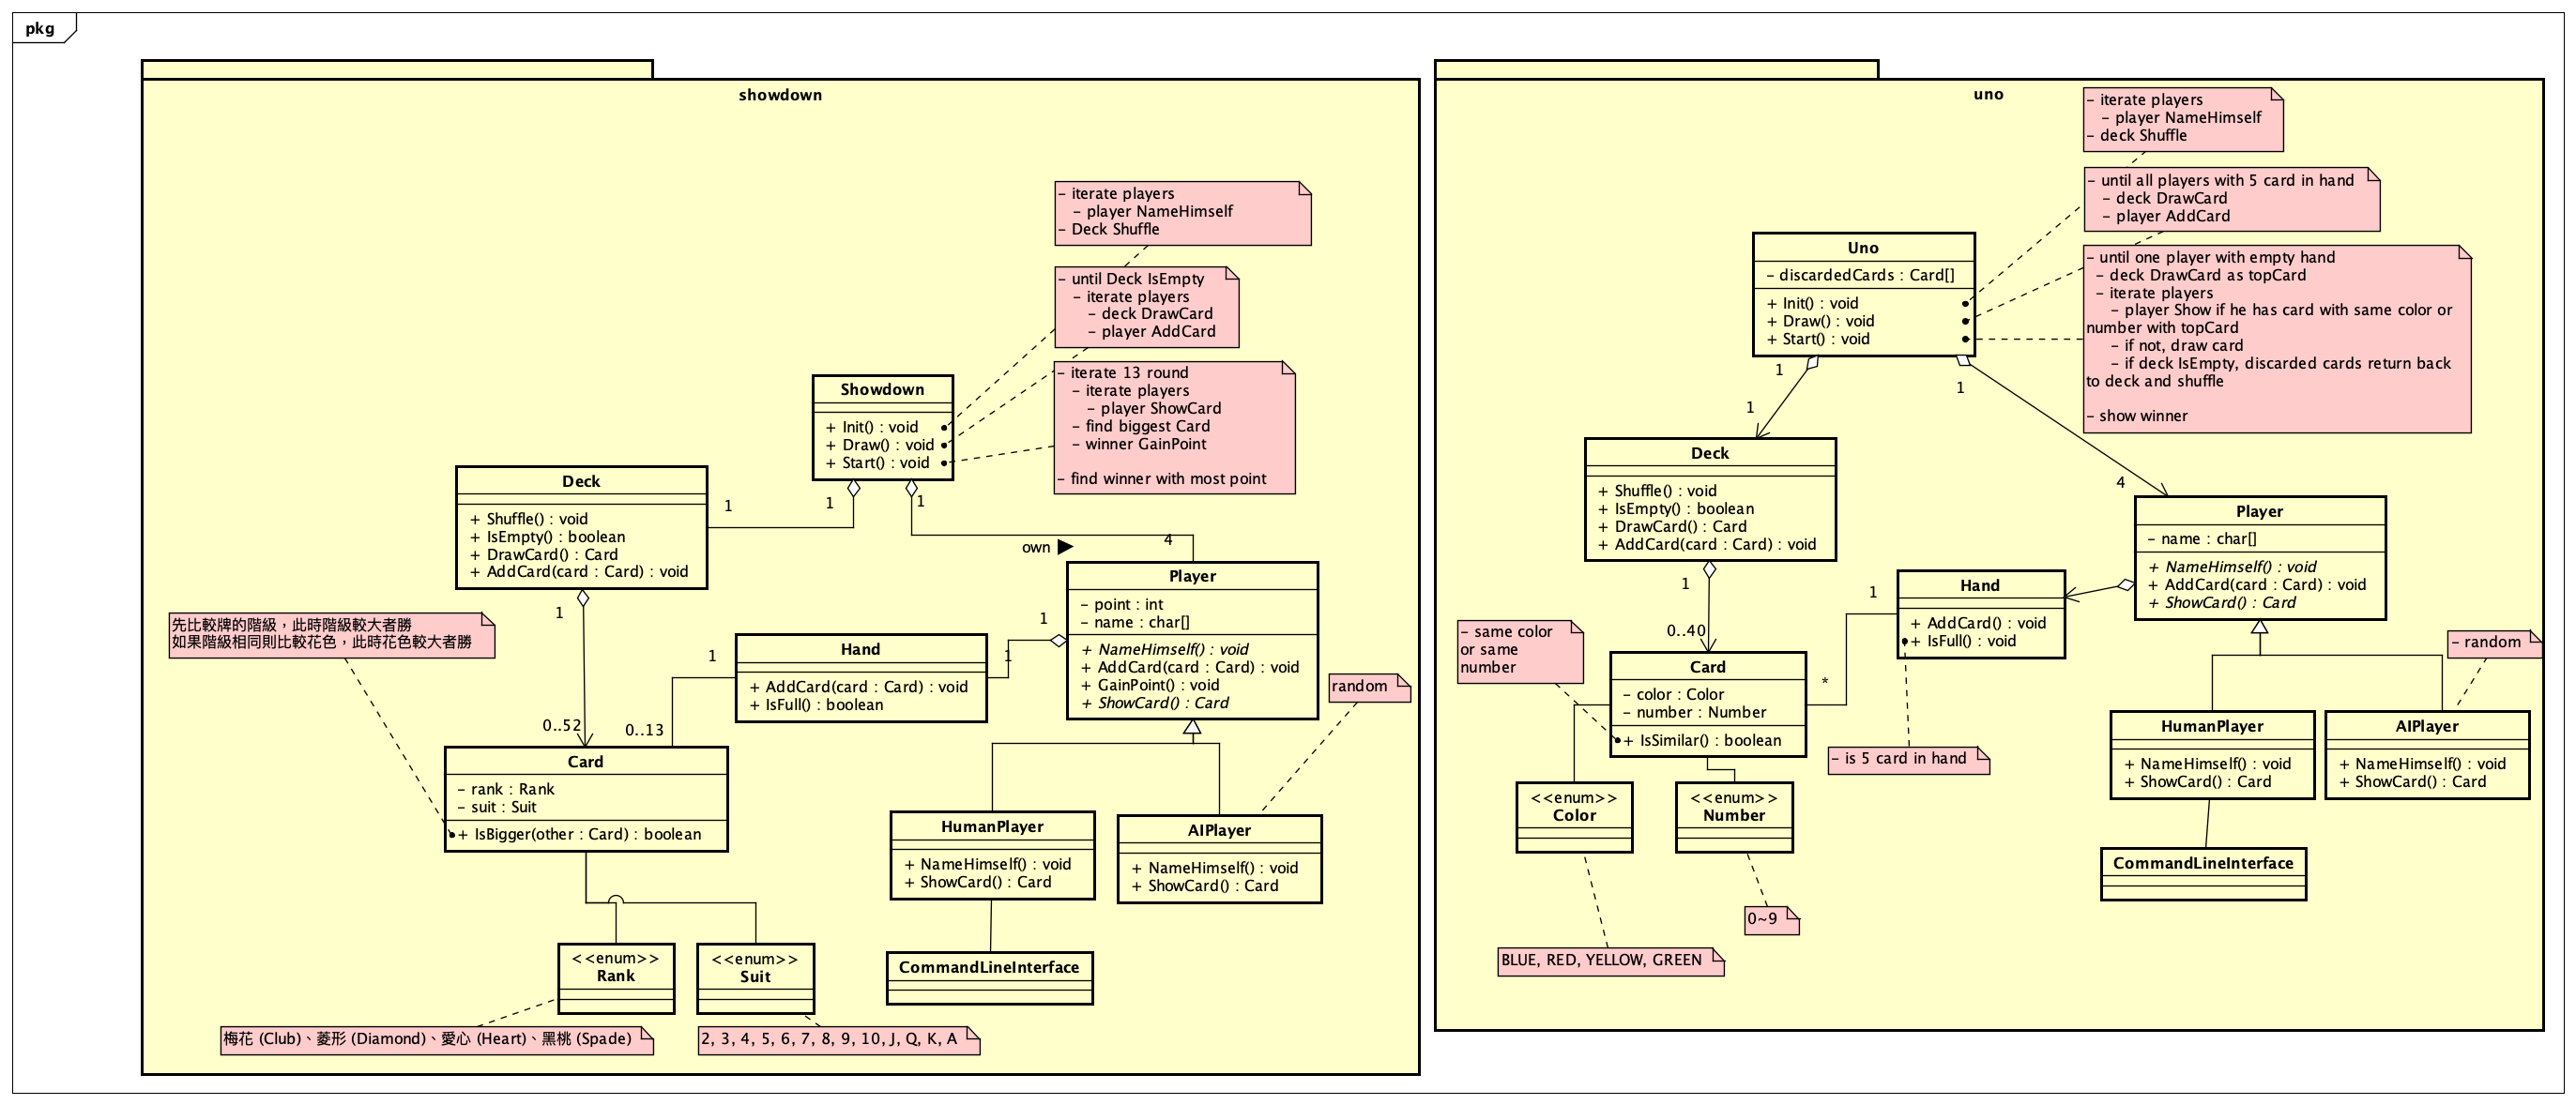 pkg
showdown
- iterate players
- player NameHimself
- Deck Shuffle
- until Deck IsEmpty
- iterate players
- deck DrawCard
- player AddCard
- iterate 13 round
- iterate players
- player ShowCard
- find biggest Card
- winner GainPoint
- find winner with most point
Showdown
+ Init() : void
+ Draw() : void
+ Start() : void
1
1
1
4
own
Deck
+ Shuffle() : void
+ IsEmpty() : boolean
+ DrawCard() : Card
+ AddCard(card : Card) : void
1
0..52
先比較牌的階級，此時階級較大者勝
如果階級相同則比較花色，此時花色較大者勝
Hand
+ AddCard(card : Card) : void
+ IsFull() : boolean
1
0..13
1
1
Player
- point : int
- name : char[]
+ NameHimself() : void
+ AddCard(card : Card) : void
+ GainPoint() : void
+ ShowCard() : Card
random
Card
- rank : Rank
- suit : Suit
+ IsBigger(other : Card) : boolean
HumanPlayer
+ NameHimself() : void
+ ShowCard() : Card
AIPlayer
+ NameHimself() : void
+ ShowCard() : Card
CommandLineInterface
<<enum>>
Rank
<<enum>>
Suit
梅花 (Club)、菱形 (Diamond)、愛心 (Heart)、黑桃 (Spade)
2, 3, 4, 5, 6, 7, 8, 9, 10, J, Q, K, A
uno
- iterate players
- player NameHimself
- deck Shuffle
- until all players with 5 card in hand
- deck DrawCard
- player AddCard
- until one player with empty hand
- deck DrawCard as topCard
- iterate players
- player Show if he has card with same color or
number with topCard
- if not, draw card
- if deck IsEmpty, discarded cards return back
to deck and shuffle
- show winner
Uno
- discardedCards : Card[]
+ Init() : void
+ Draw() : void
+ Start() : void
1
1
1
4
Deck
+ Shuffle() : void
+ IsEmpty() : boolean
+ DrawCard() : Card
+ AddCard(card : Card) : void
1
0..40
Player
- name : char[]
+ NameHimself() : void
+ AddCard(card : Card) : void
+ ShowCard() : Card
Hand
+ AddCard() : void
+ IsFull() : void
1
*
- is 5 card in hand
- same color
or same
number
Card
- color : Color
- number : Number
+ IsSimilar() : boolean
- random
HumanPlayer
+ NameHimself() : void
+ ShowCard() : Card
AIPlayer
+ NameHimself() : void
+ ShowCard() : Card
CommandLineInterface
<<enum>>
Color
<<enum>>
Number
0~9
BLUE, RED, YELLOW, GREEN